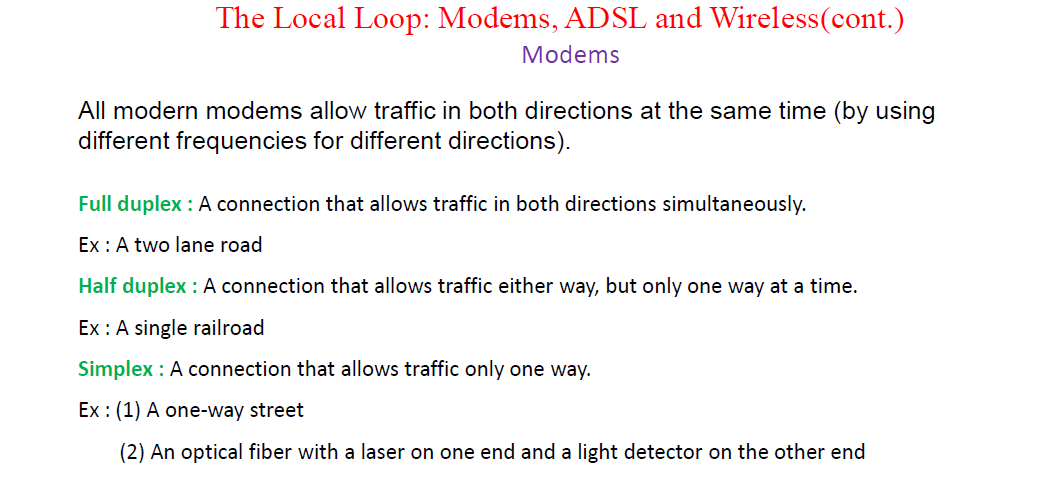 The Local Loop: Modems, ADSL and Wireless(cont.)
Modems
All modern modems allow traffic in both directions at the same time (by using
different frequencies for different directions).
Full duplex : A connection that allows traffic in both directions simultaneously.
Ex : A two lane road
Half duplex : A connection that allows traffic either way, but only one way at a time.
Ex : A single railroad
Simplex : A connection that allows traffic only one way.
Ex : (1) A one-way street
(2) An optical fiber with a laser on one end and a light detector on the other end